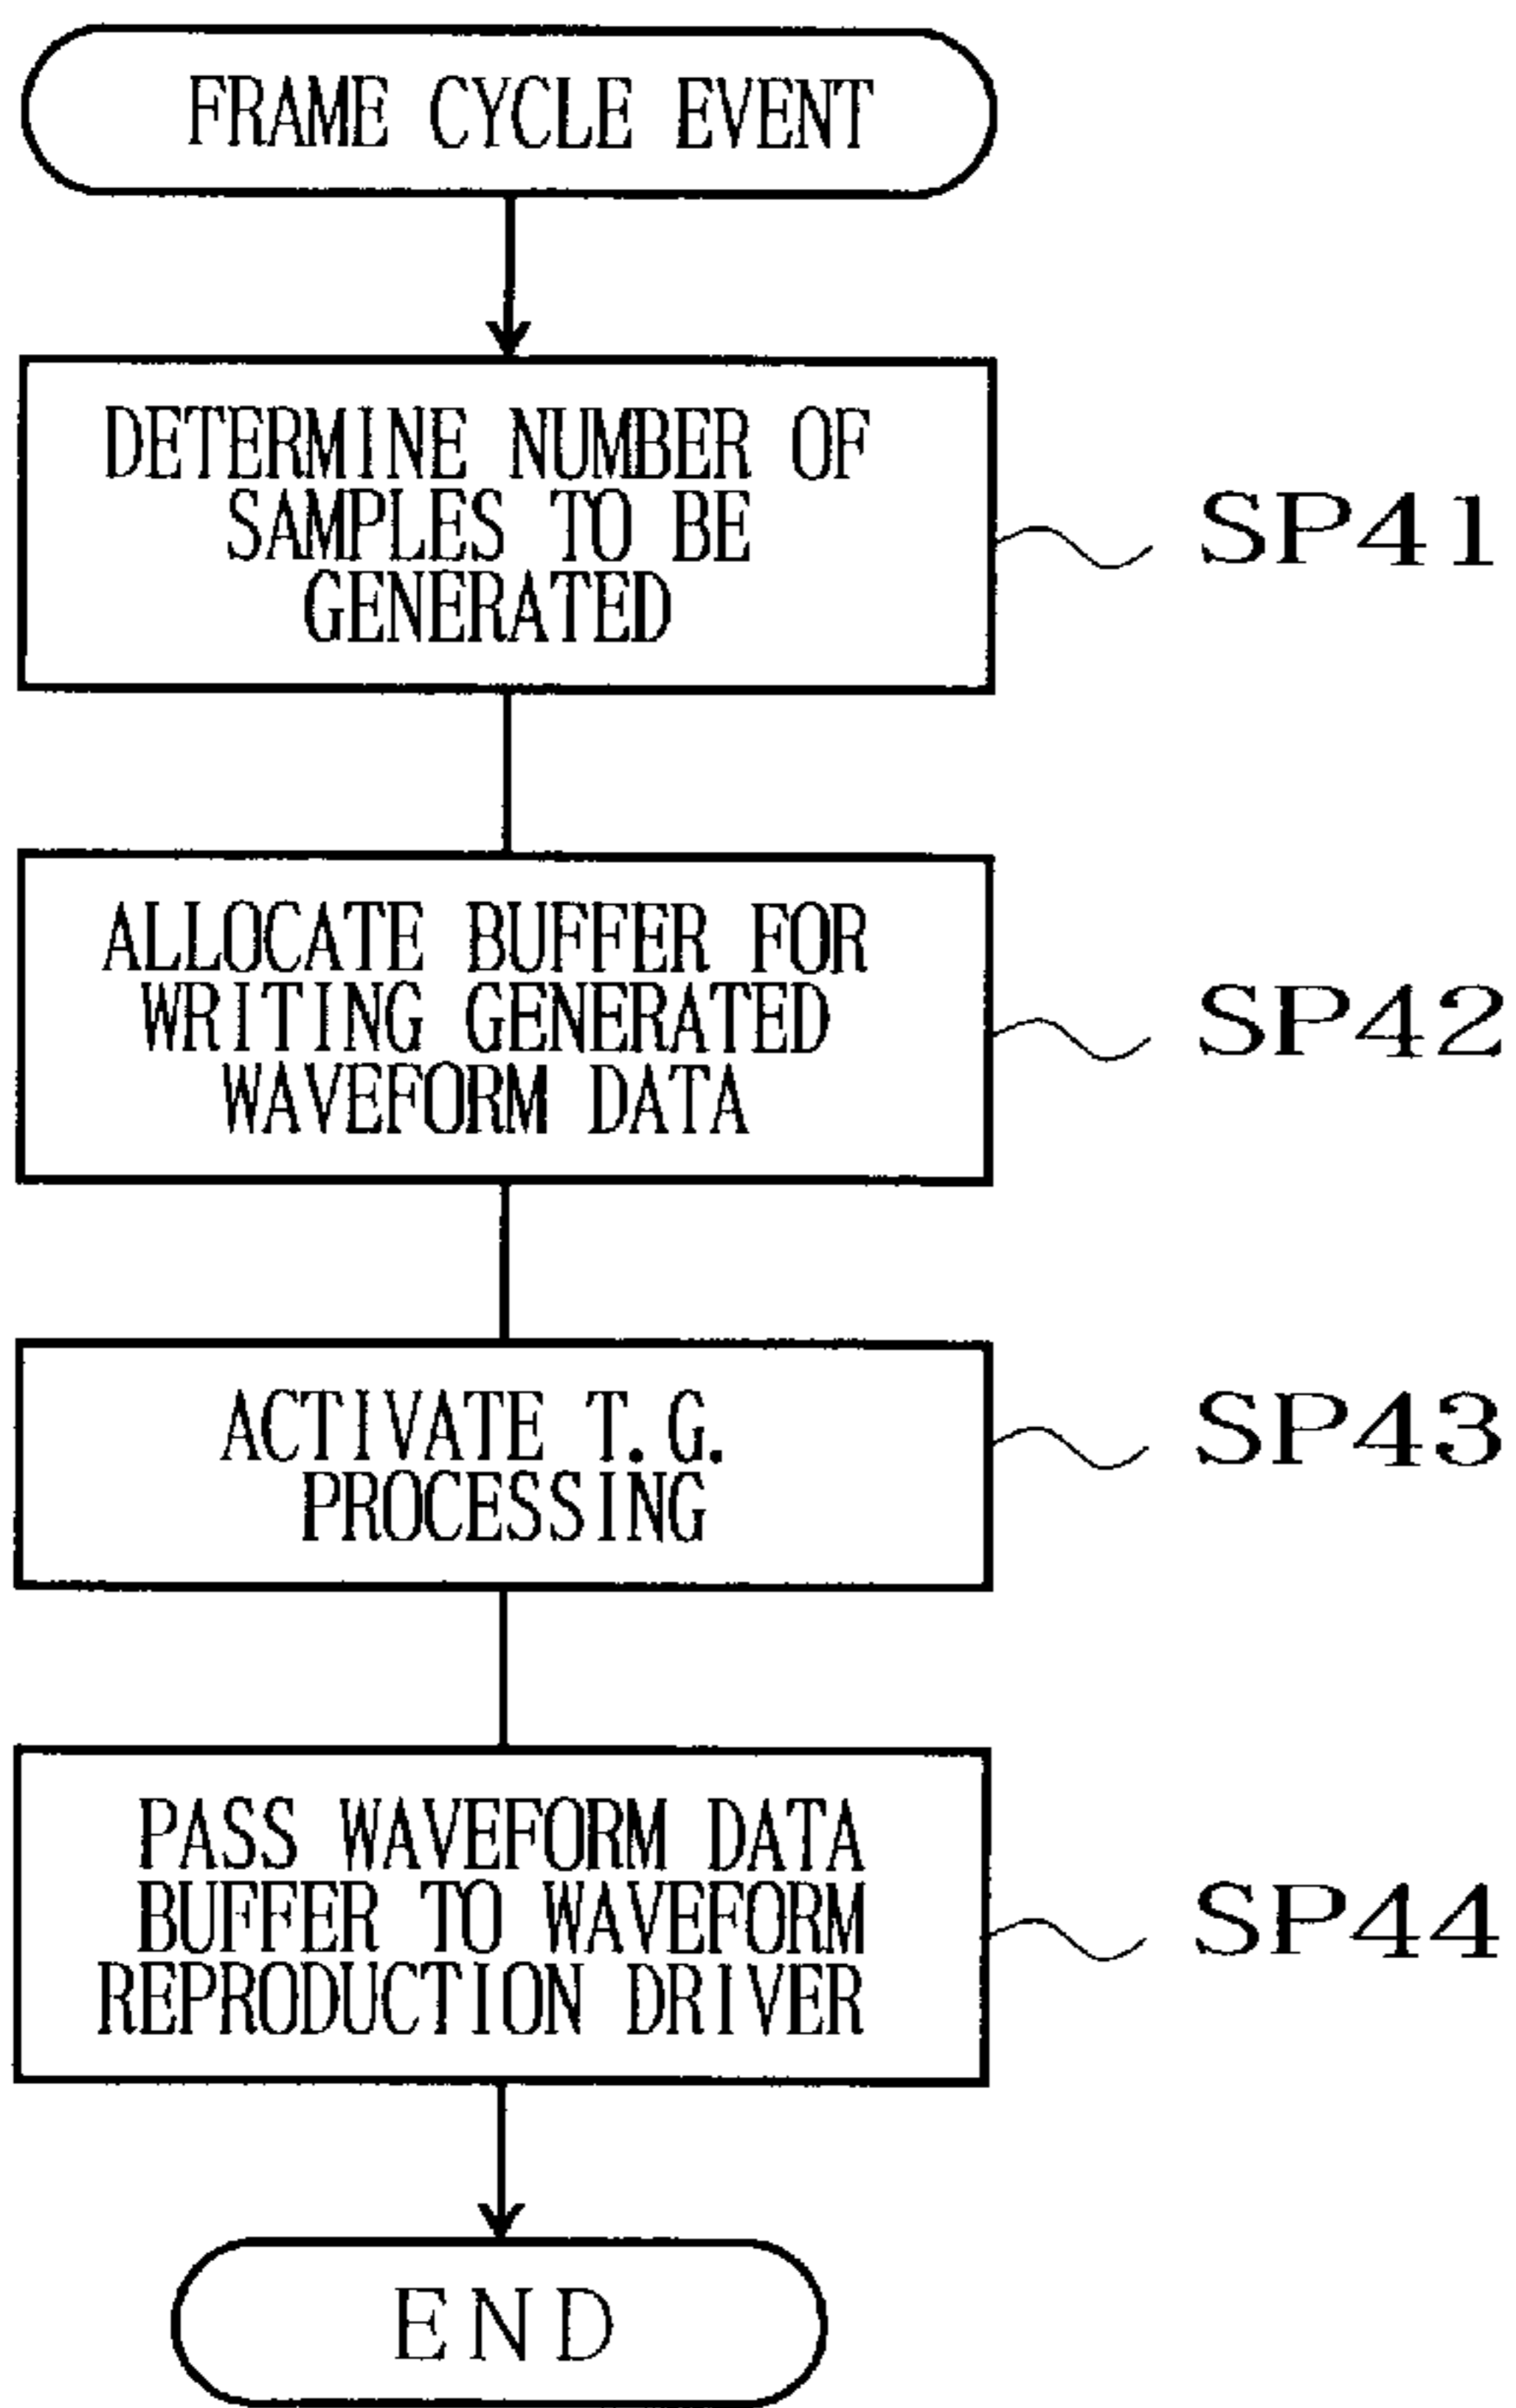 FRAME CYCLE EVENT
DETERMINE NUMBER OF
SAMPLES TO BE
GENERATED
SP41
ALLOCATE BUFFER FOR
WRITING GENERATED
WAVEFORM DATA
SP42
ACTIVATE T.G.
PROCESSING
SP43
PASS WAVEFORM DATA
BUFFER TO WAVEFORM
REPRODUCTION DRIVER
SP44
END